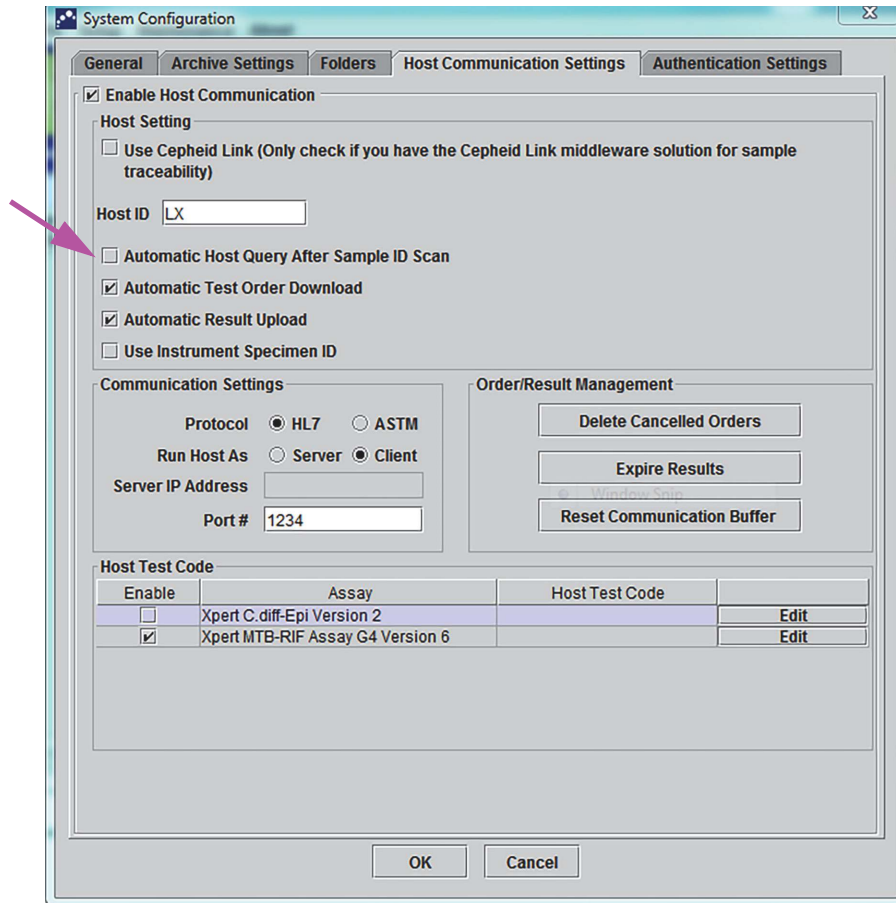 System Configuration
General Archive Settings Folders Host Communication Settings Authentication Settings
Enable Host Communication
Host Setting
Use Cepheid Link (Only check if you have the Cepheid Link middleware solution for sample
traceability)
Host ID LX
Automatic Host Query After Sample ID Scan
Automatic Test Order Download
Automatic Result Upload
Use Instrument Specimen ID
Communication Settings
Protocol HL7 ASTM
Run Host As Server Client
Server IP Address
Port # 1234
Order/Result Management
Delete Cancelled Orders
Expire Results
Window Snip
Reset Communication Buffer
Host Test Code
Enable Assay Host Test Code
Xpert C.diff-Epi Version 2 Edit
Xpert MTB-RIF Assay G4 Version 6 Edit
OK Cancel